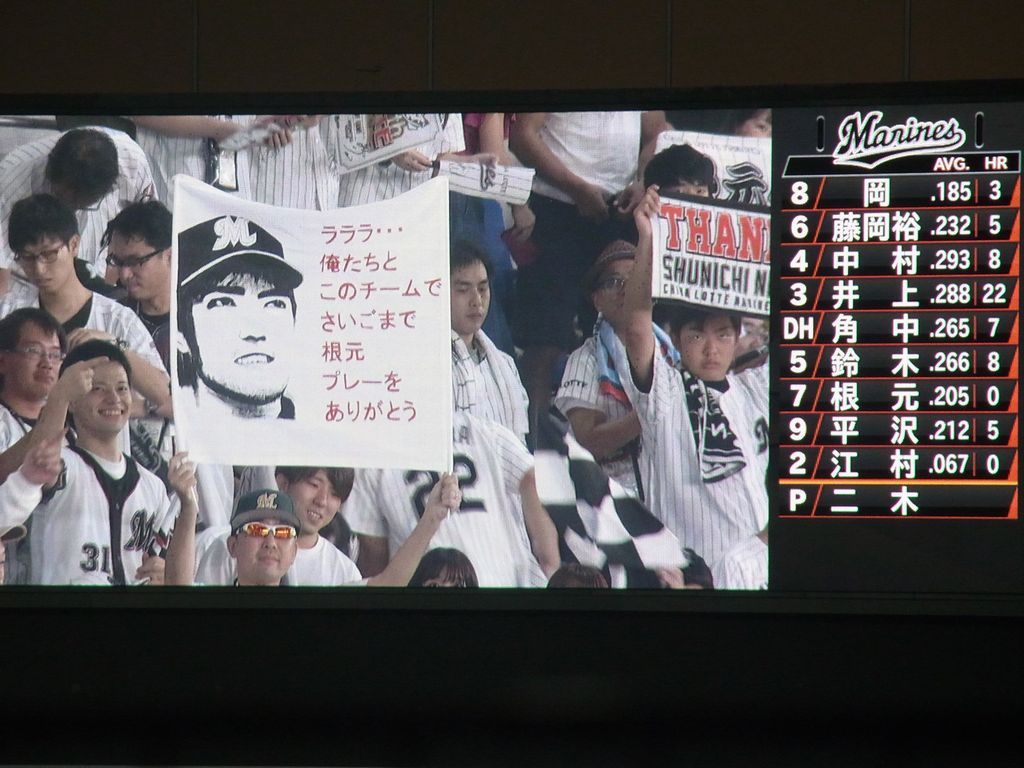 M
ラララ…
俺たちと
このチームで
さいごまで
根元
プレーを
ありがとう
THAN
SHUNICHI N
CHIBA LOTTE MARINE
22
M
31
M
Marines
AVG. HR
8 岡 .185 3
6 藤岡裕 .232 5
4 中村 .293 8
3 井上 .288 22
DH 角中 .265 7
5 鈴木 .266 8
7 根元 .205 0
9 平沢 .212 5
2 江村 .067 0
P 二木